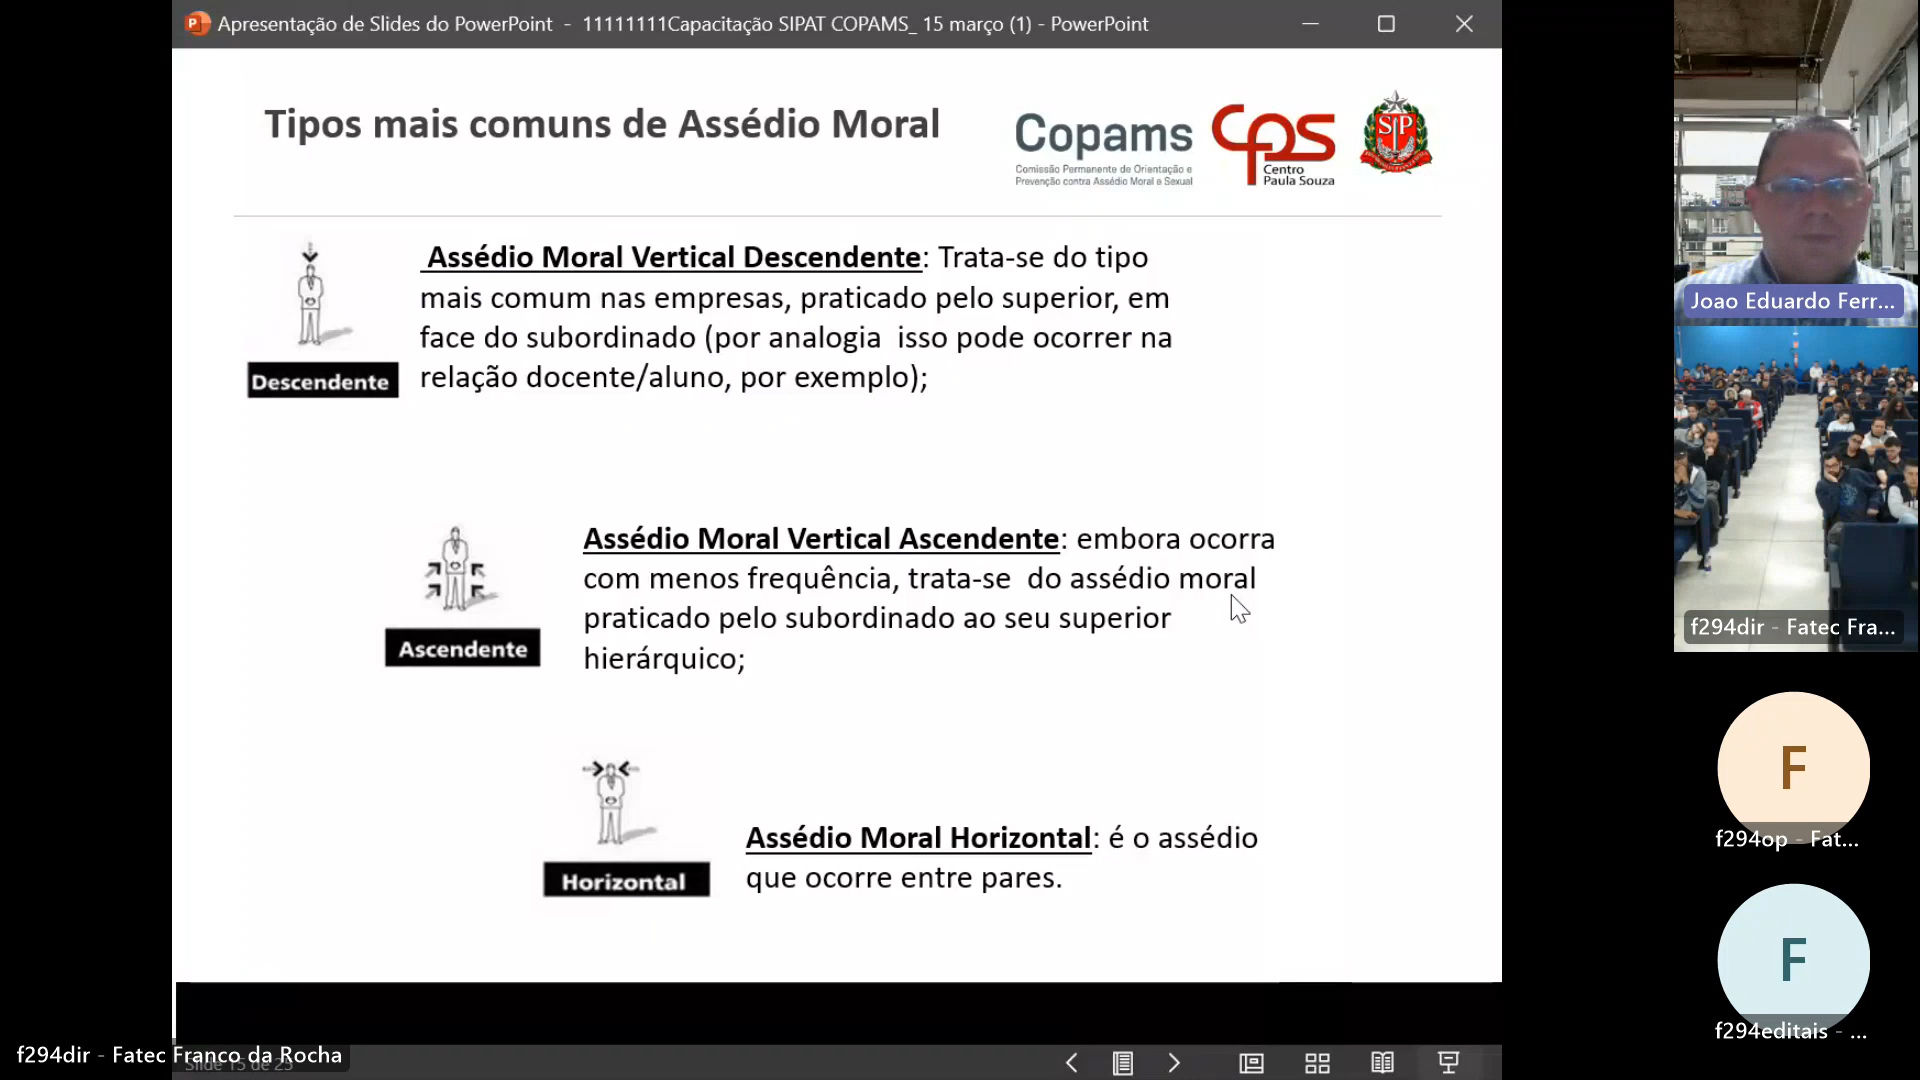 Apresentação de Slides do PowerPoint - 11111111Capacitação SIPAT COPAMS_ 15 março (1) - PowerPoint
Tipos mais comuns de Assédio Moral
Copams
Comissão Permanente de Orientação e
Prevenção contra Assédio Moral e Sexual
CPS
Centro
Paula Souza
SP
Assédio Moral Vertical Descendente: Trata-se do tipo
mais comum nas empresas, praticado pelo superior, em
face do subordinado (por analogia isso pode ocorrer na
relação docente/aluno, por exemplo);
Descendente
Assédio Moral Vertical Ascendente: embora ocorra
com menos frequência, trata-se do assédio moral
praticado pelo subordinado ao seu superior
hierárquico;
Ascendente
Assédio Moral Horizontal: é o assédio
que ocorre entre pares.
Horizontal
Joao Eduardo Ferr...
f294dir - Fatec Fra...
F
f294op - Fat...
F
f294editais - ...
f294dir - Fatec Franco da Rocha
Slide 15 de 25